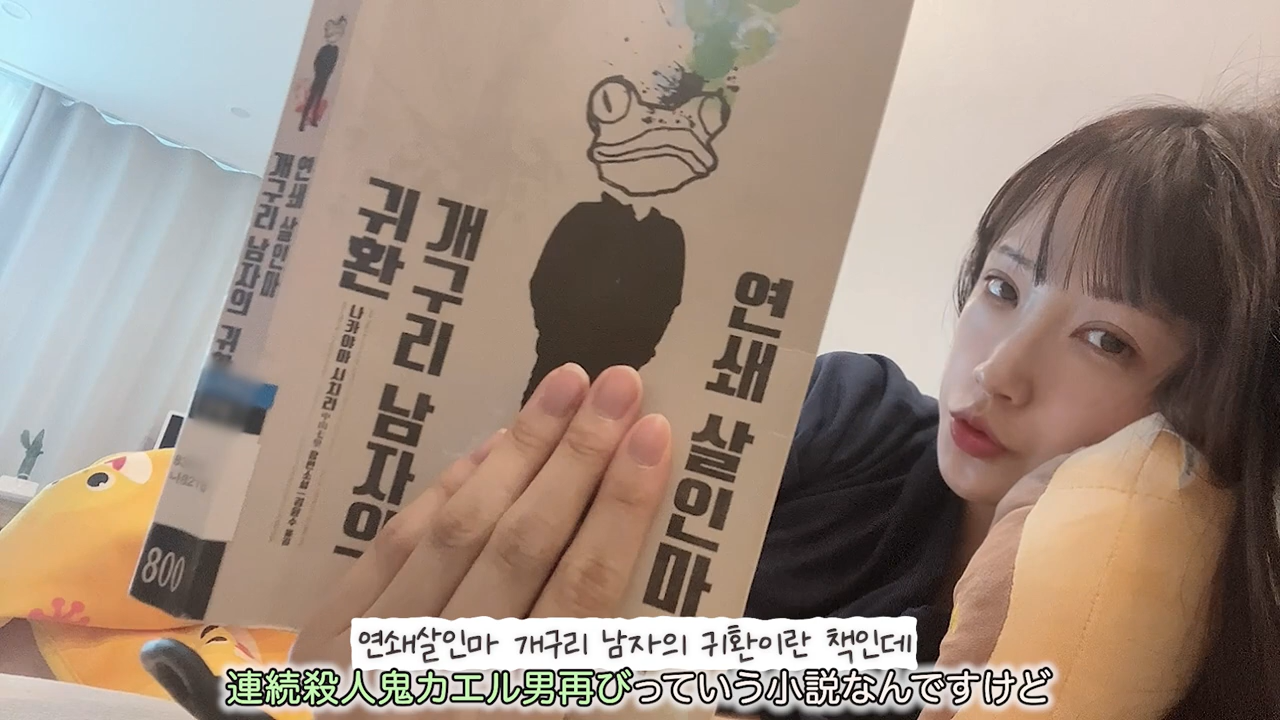 연쇄 살인마
개구리 남자의
귀환
나카야마 시치리
연쇄 살인마
개구리 남자의 귀환
800
연쇄살인마 개구리 남자의 귀환이란 책인데
連続殺人鬼カエル男再びっていう小説なんですけど